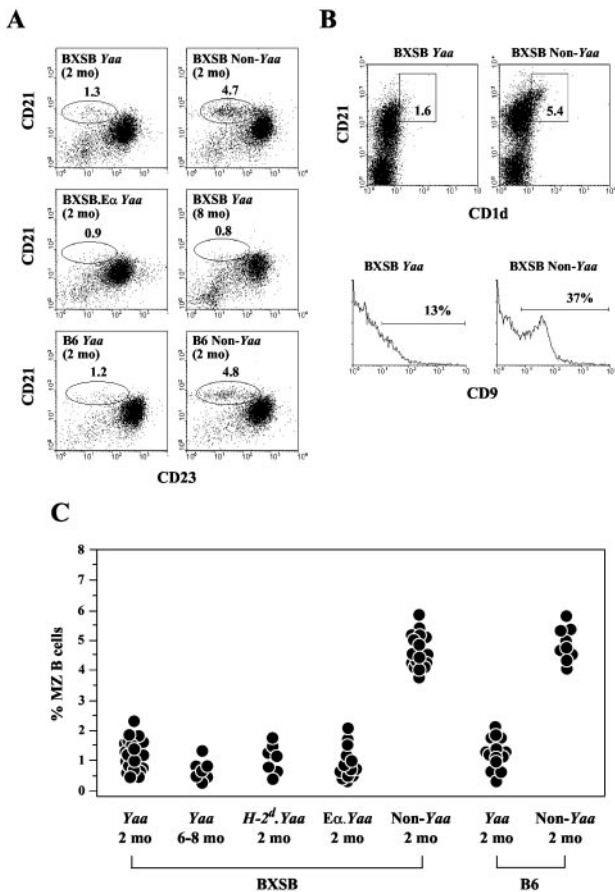 A
B
BXSB Yaa
(2 mo)
1.3
BXSB Non-Yaa
(2 mo)
4.7
CD21
BXSB.Eα Yaa
(2 mo)
0.9
BXSB Yaa
(8 mo)
0.8
CD21
B6 Yaa
(2 mo)
1.2
B6 Non-Yaa
(2 mo)
4.8
CD21
CD23
BXSB Yaa
BXSB Non-Yaa
1.6
5.4
CD21
CD1d
BXSB Yaa
BXSB Non-Yaa
13%
37%
CD9
C
% MZ B cells
8
7
6
5
4
3
2
1
0
Yaa Yaa H-2d.Yaa Eα.Yaa Non-Yaa Yaa Non-Yaa
2 mo 6-8 mo 2 mo 2 mo 2 mo 2 mo 2 mo
BXSB B6